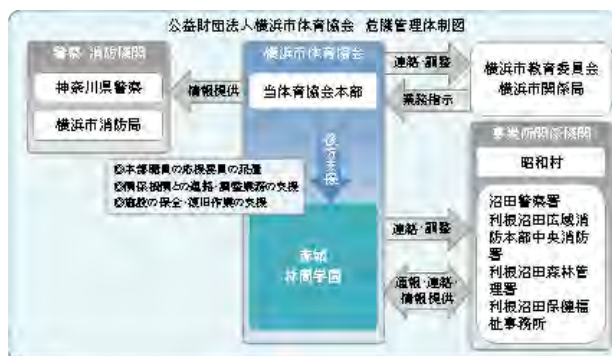 公益財団法人横浜市体育協会 危険管理体制図
警察・消防機関
神奈川県警察
横浜市消防局
情報提供
横浜市体育協会
当体育協会本部
後方支援
◎本部職員の応援要員の派遣
◎関係機関との連絡・調整業務の支援
◎施設の保全・復旧作業の支援
赤城
林間学園
連絡・調整
業務指示
横浜市教育委員会
横浜市関係局
事業所関係機関
昭和村
沼田警察署
利根沼田広域消
防本部中央消防
署
利根沼田森林管
理署
利根沼田保健福
祉事務所
連絡・調整
通報・連絡・
情報提供